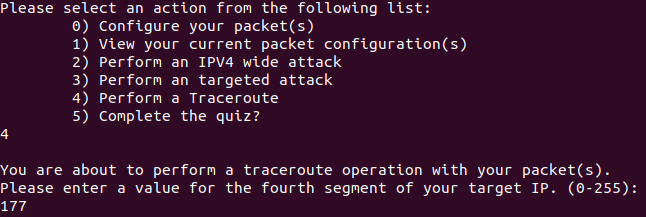 Please select an action from the following list:
0) Configure your packet(s)
1) View your current packet configuration(s)
2) Perform an IPV4 wide attack
3) Perform an targeted attack
4) Perform a Traceroute
5) Complete the quiz?
4
You are about to perform a traceroute operation with your packet(s).
Please enter a value for the fourth segment of your target IP. (0-255):
177